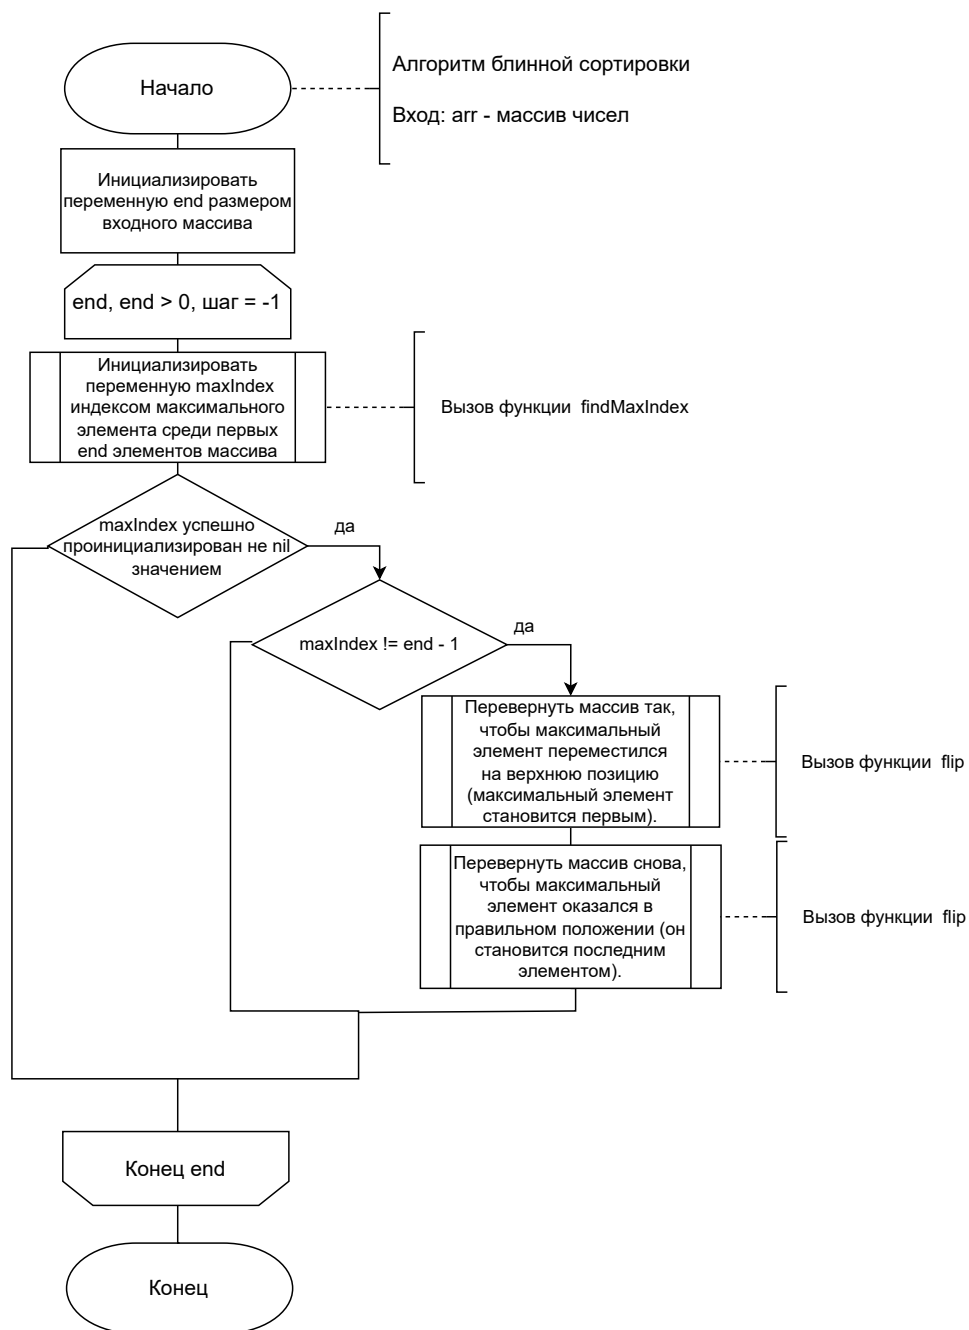 Начало
Алгоритм блинной сортировки
Вход: arr - массив чисел
Инициализировать
переменную end размером
входного массива
end, end > 0, шаг = -1
Инициализировать
переменную maxIndex
индексом максимального
элемента среди первых
end элементов массива
Вызов функции findMaxIndex
maxIndex успешно
проинициализирован не nil
значением
да
maxIndex != end - 1
да
Перевернуть массив так,
чтобы максимальный
элемент переместился
на верхнюю позицию
(максимальный элемент
становится первым).
Вызов функции flip
Перевернуть массив снова,
чтобы максимальный
элемент оказался в
правильном положении (он
становится последним
элементом).
Вызов функции flip
Конец end
Конец